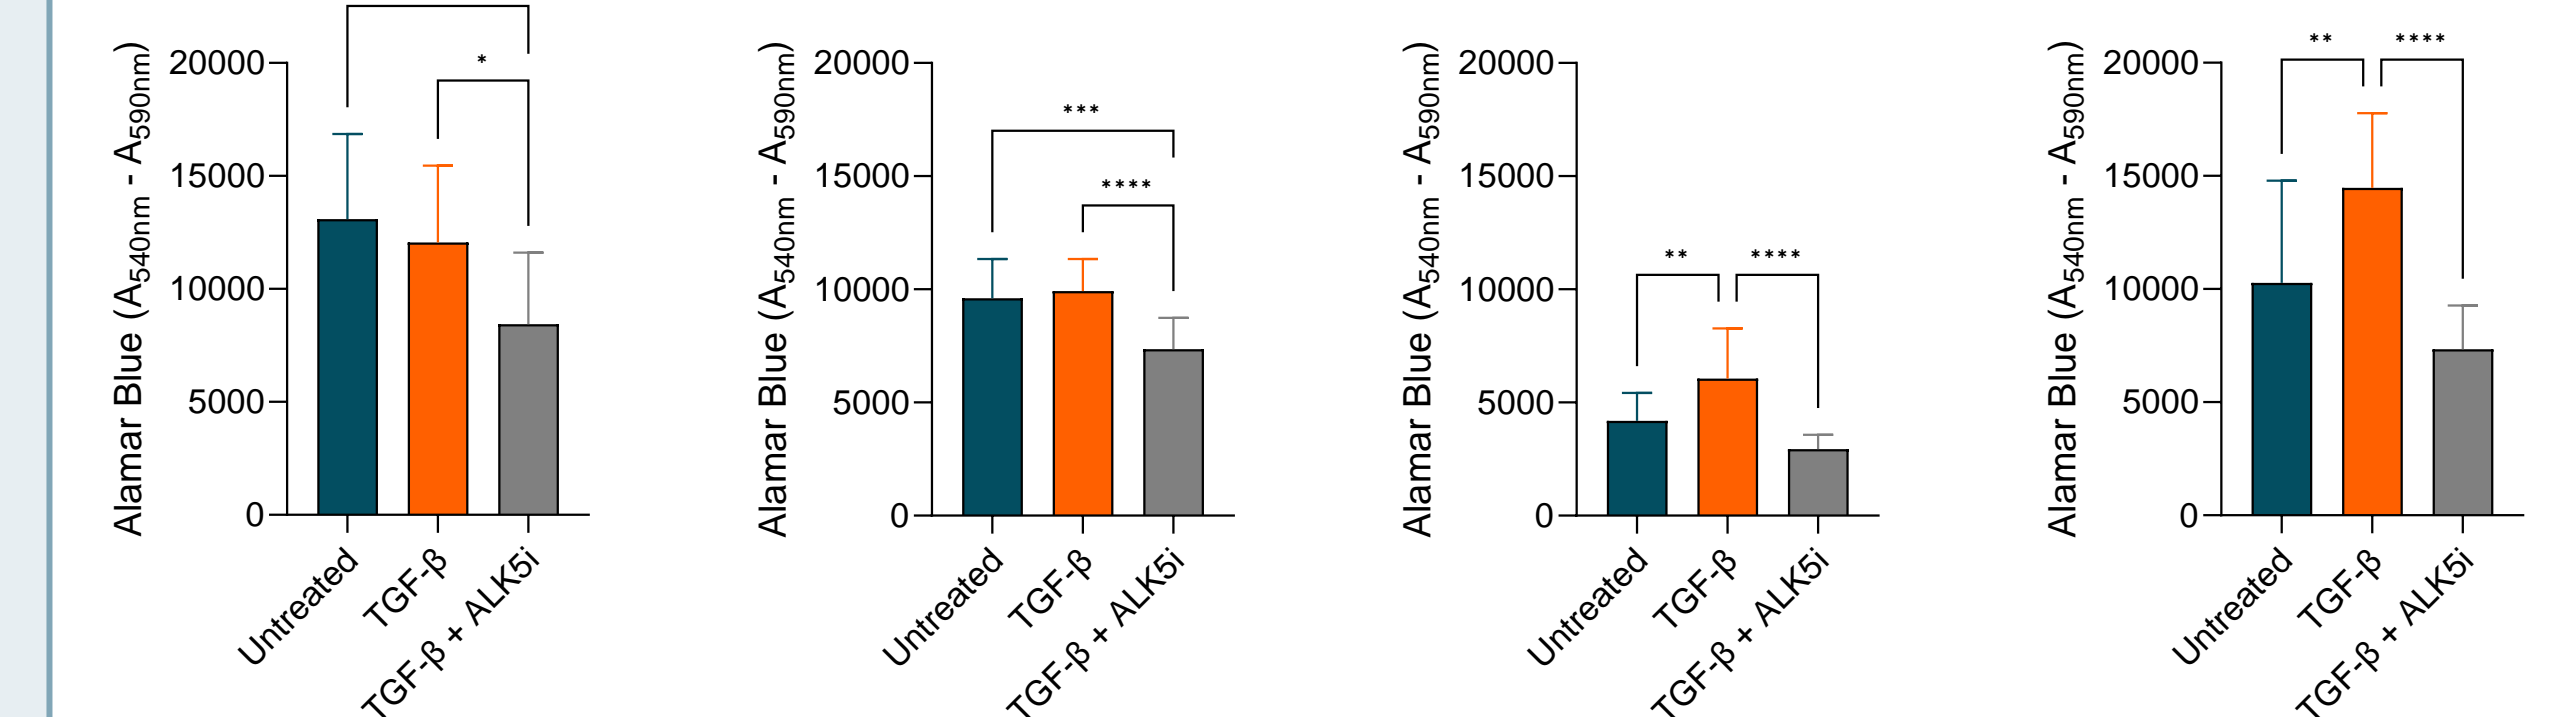 Alamar Blue (A540nm - A590nm)
20000
15000
10000
5000
0
*
Untreated
TGF-β
TGF-β + ALK5i
Alamar Blue (A540nm - A590nm)
20000
15000
10000
5000
0
***
****
Untreated
TGF-β
TGF-β + ALK5i
Alamar Blue (A540nm - A590nm)
20000
15000
10000
5000
0
**
****
Untreated
TGF-β
TGF-β + ALK5i
Alamar Blue (A540nm - A590nm)
20000
15000
10000
5000
0
**
****
Untreated
TGF-β
TGF-β + ALK5i